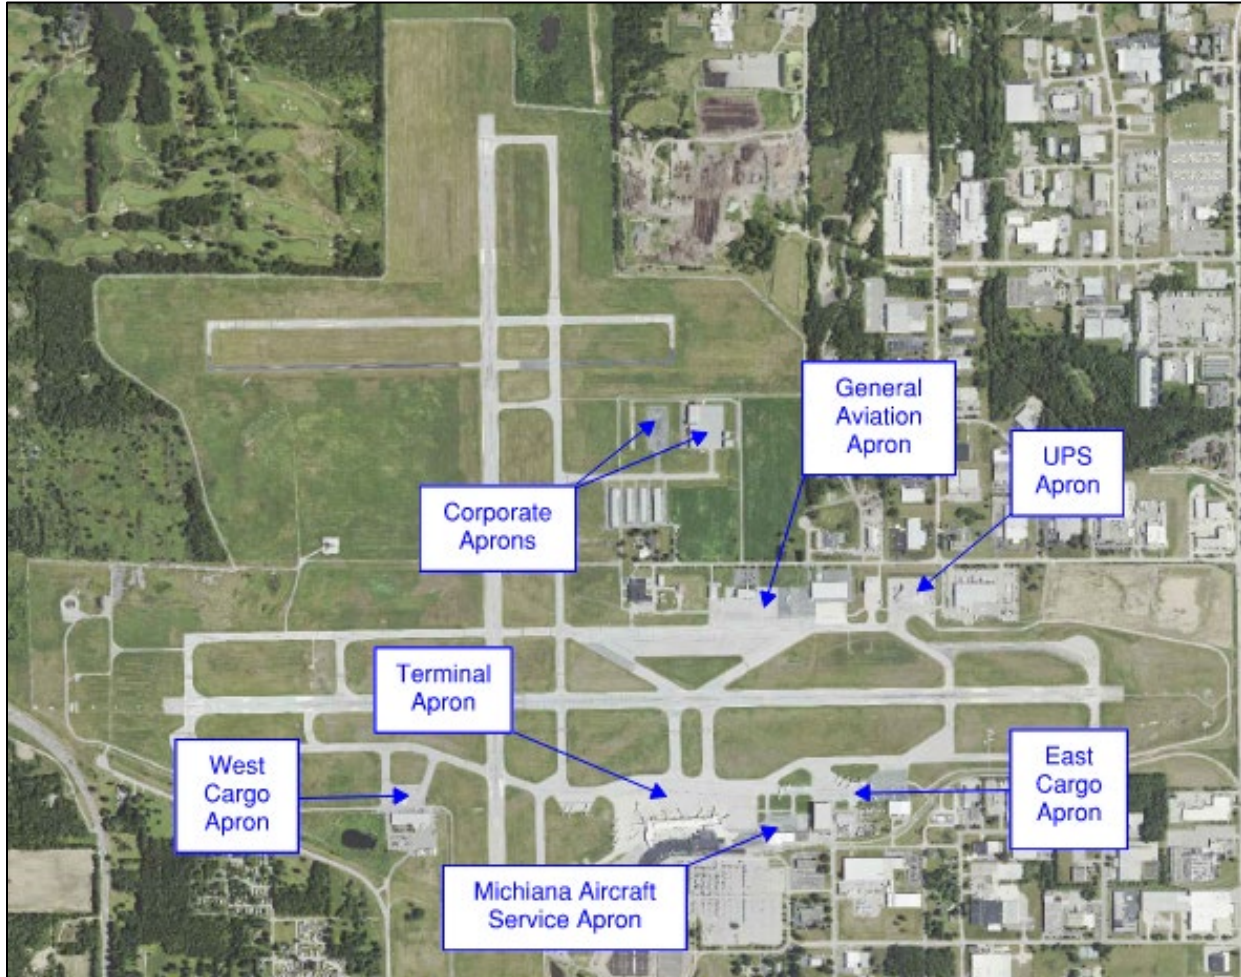 General
Aviation
Apron
UPS
Apron
Corporate
Aprons
Terminal
Apron
West
Cargo
Apron
East
Cargo
Apron
Michiana Aircraft
Service Apron